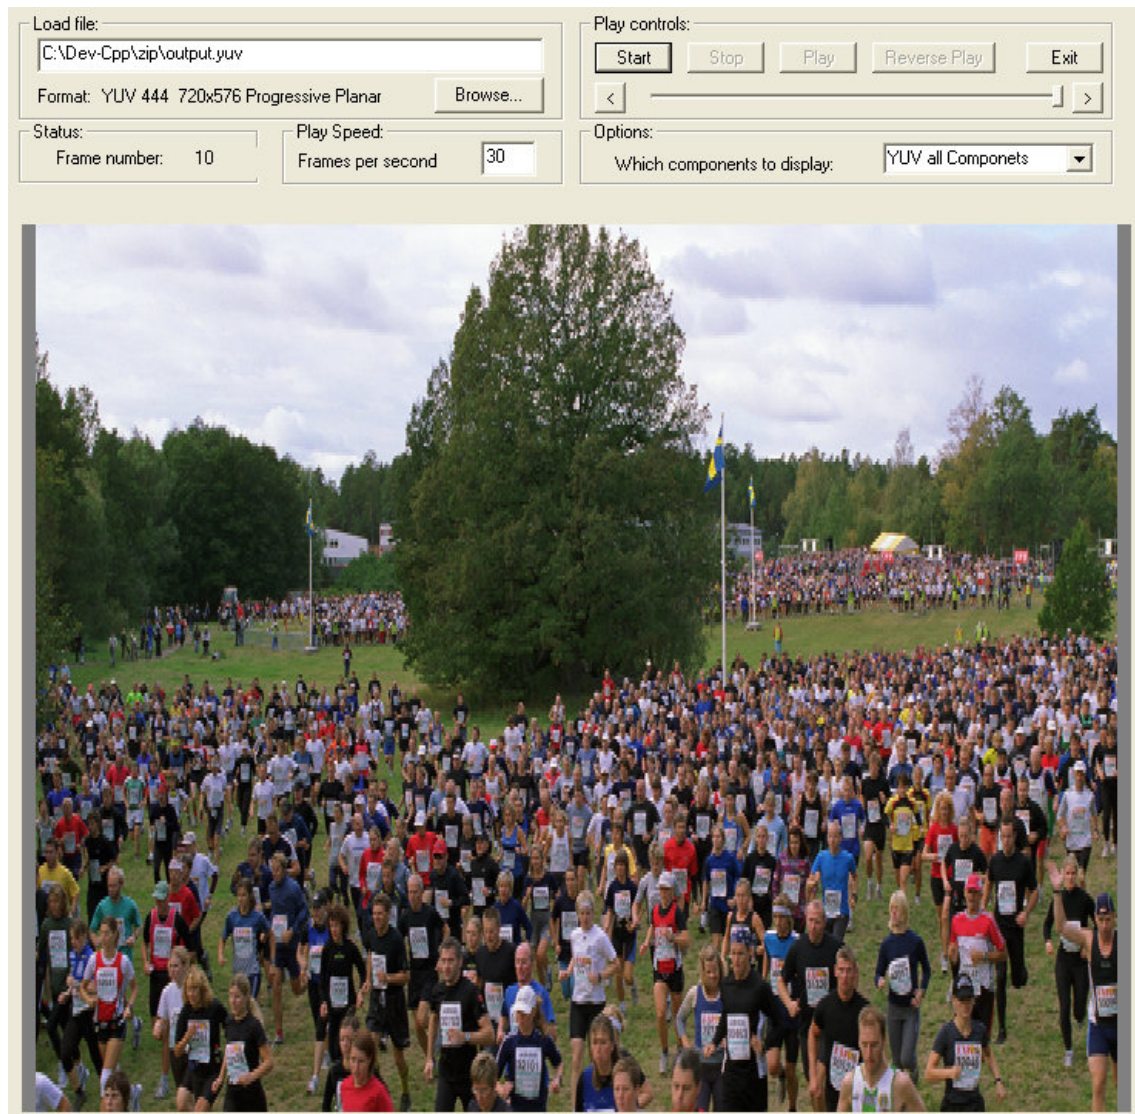 Load file:
C:\Dev-Cpp\zip\output.yuv
Format: YUV 444 720x576 Progressive Planar
Browse...
Play controls:
Start
Stop
Play
Reverse Play
Exit
<
>
Status:
Frame number: 10
Play Speed:
Frames per second
30
Options:
Which components to display:
YUV all Componets